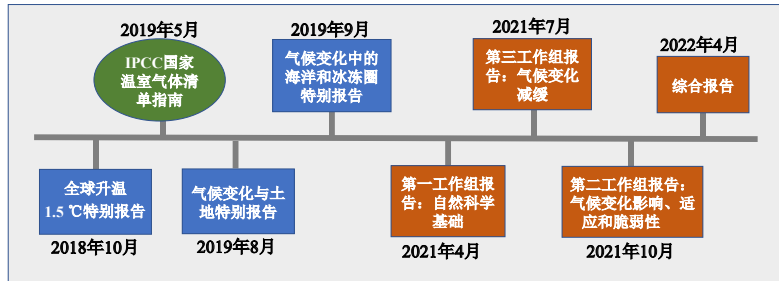 2019年5月
IPCC国家
温室气体清
单指南
2019年9月
气候变化中的
海洋和冰冻圈
特别报告
2021年7月
第三工作组报
告：气候变化
减缓
2022年4月
综合报告
全球升温
1.5 ℃特别报告
2018年10月
气候变化与土
地特别报告
2019年8月
第一工作组报
告：自然科学
基础
2021年4月
第二工作组报告：
气候变化影响、适
应和脆弱性
2021年10月